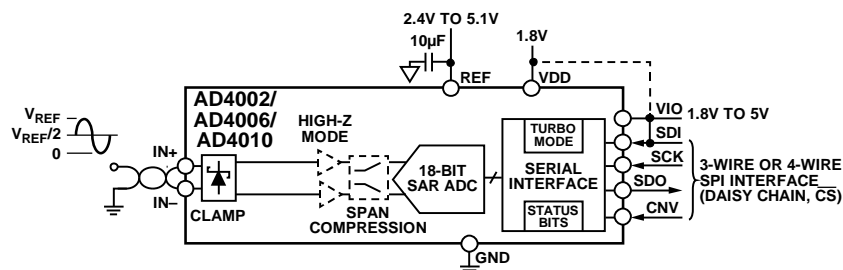 2.4V TO 5.1V
10µF
1.8V
REF
VDD
AD4002/
AD4006/
AD4010
VIO
1.8V TO 5V
HIGH-Z
MODE
TURBO
MODE
SDI
VREF
VREF/2
0
IN+
IN–
CLAMP
SPAN
COMPRESSION
18-BIT
SAR ADC
SERIAL
INTERFACE
STATUS
BITS
SCK
SDO
CNV
3-WIRE OR 4-WIRE
SPI INTERFACE
(DAISY CHAIN, CS)
GND